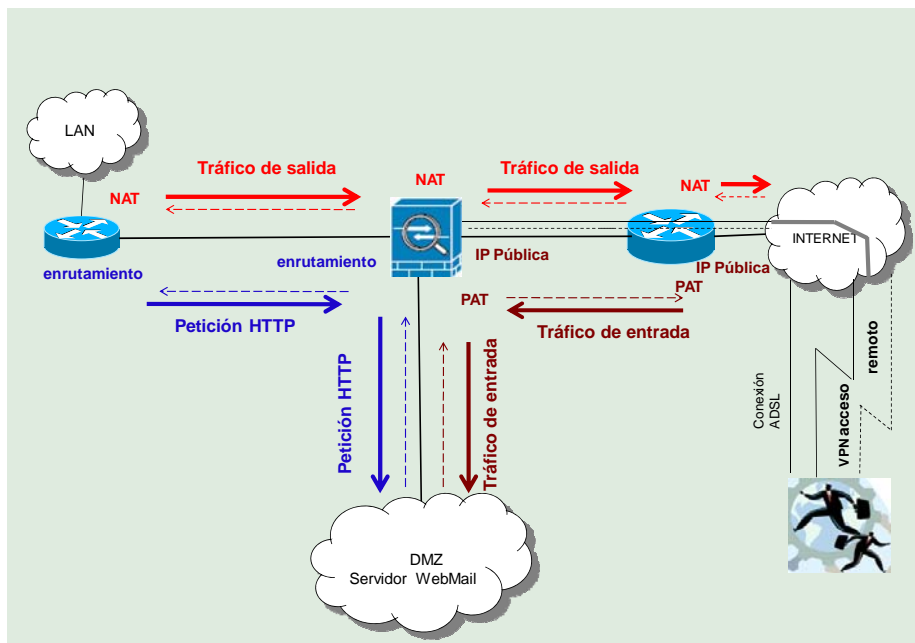 LAN
Tráfico de salida
Tráfico de salida
NAT
NAT
NAT
INTERNET
enrutamiento
enrutamiento
IP Pública
IP Pública
PAT
PAT
Petición HTTP
Tráfico de entrada
Petición HTTP
Tráfico de entrada
Conexión
ADSL
VPN acceso
remoto
DMZ
Servidor WebMail